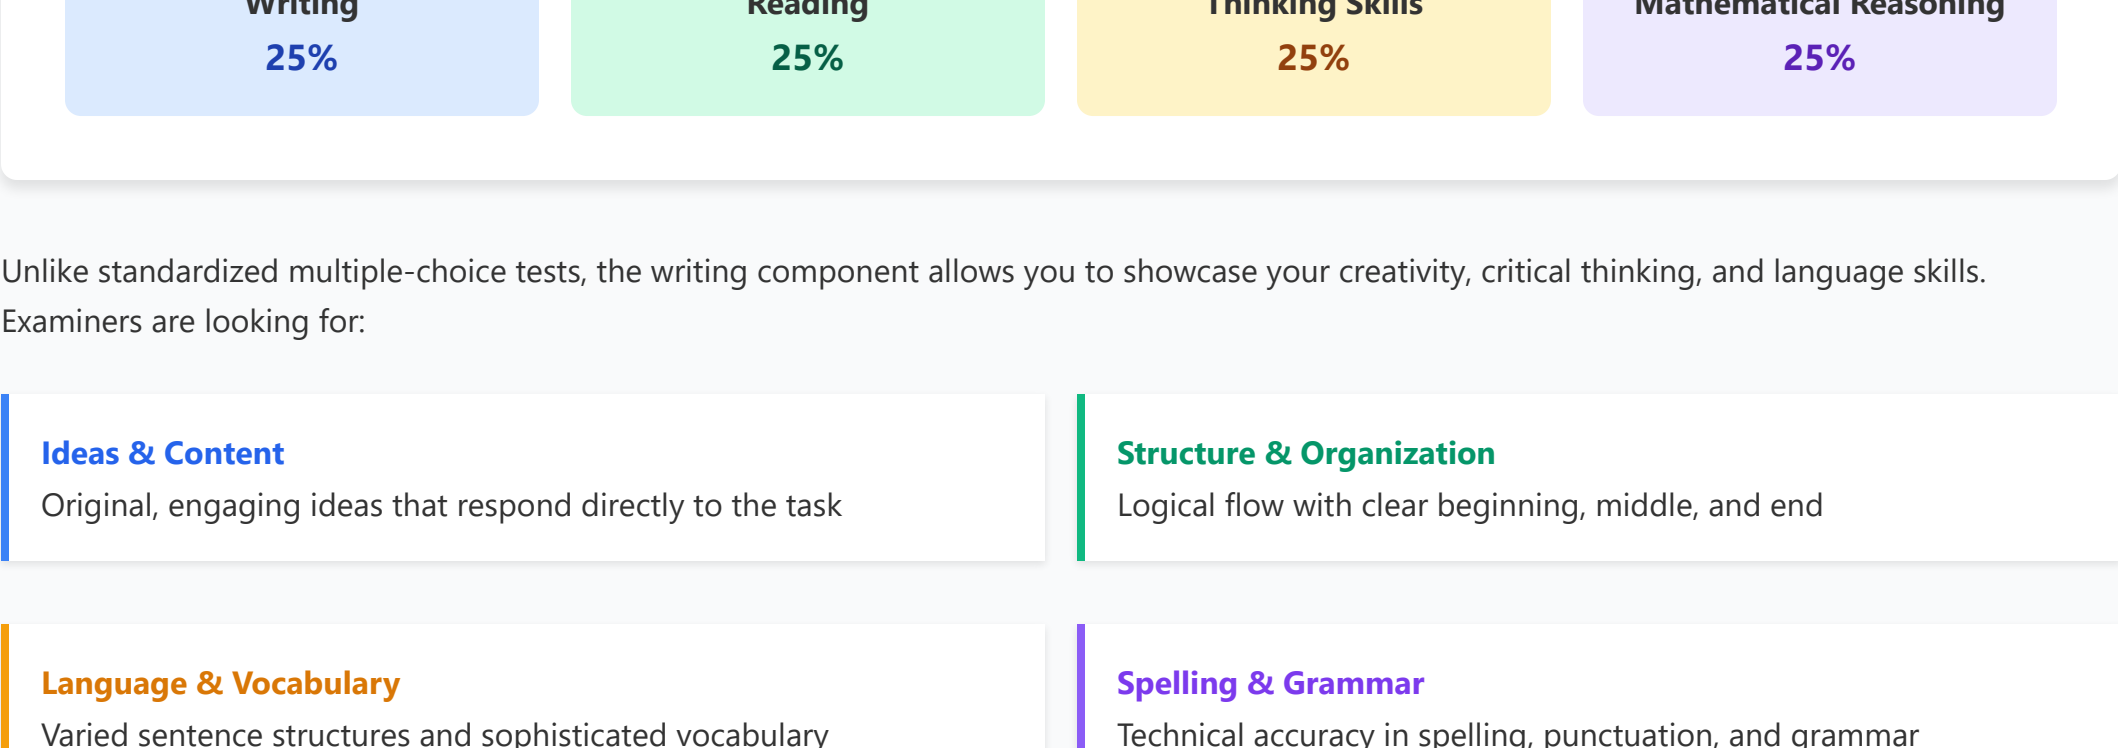 Writing
Reading
Thinking Skills
Mathematical Reasoning
25%
25%
25%
25%
Unlike standardized multiple-choice tests, the writing component allows you to showcase your creativity, critical thinking, and language skills.
Examiners are looking for:
Ideas & Content
Original, engaging ideas that respond directly to the task
Structure & Organization
Logical flow with clear beginning, middle, and end
Language & Vocabulary
Varied sentence structures and sophisticated vocabulary
Spelling & Grammar
Technical accuracy in spelling, punctuation, and grammar